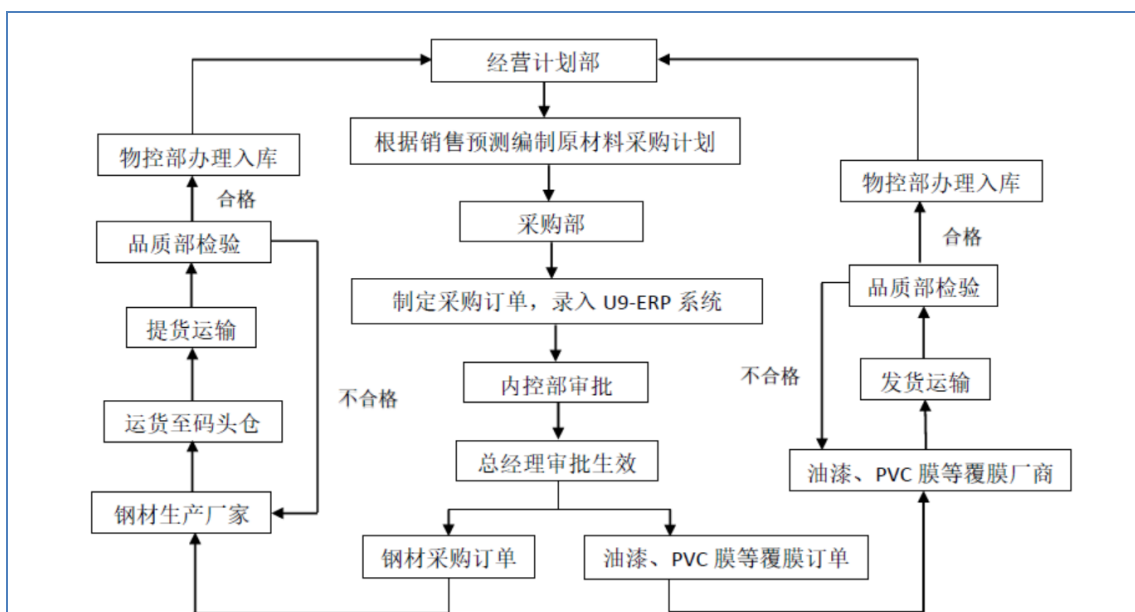 经营计划部
根据销售预测编制原材料采购计划
物控部办理入库
物控部办理入库
合格
采购部
品质部检验
合格
制定采购订单，录入 U9-ERP 系统
品质部检验
提货运输
内控部审批
不合格
发货运输
不合格
运货至码头仓
总经理审批生效
油漆、PVC 膜等覆膜厂商
钢材生产厂家
钢材采购订单
油漆、PVC 膜等覆膜订单